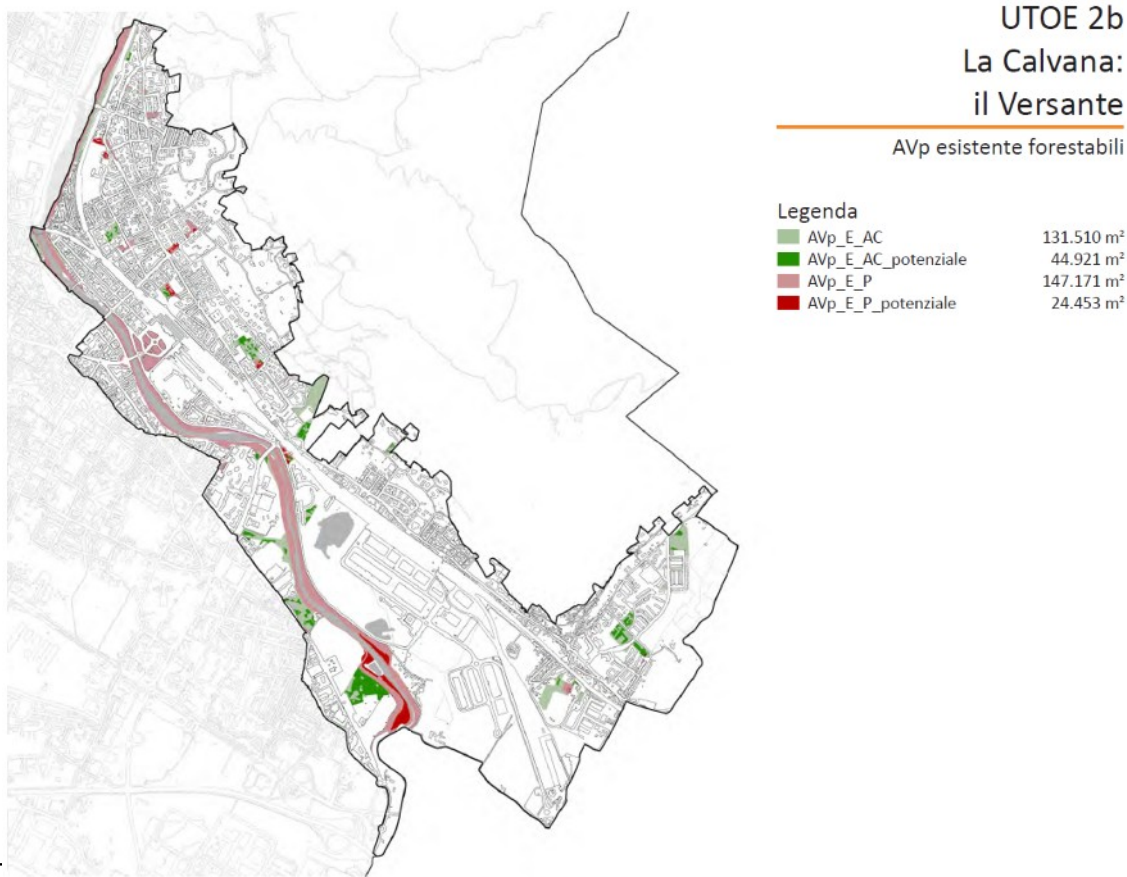 UTOE 2b
La Calvana:
il Versante
AVp esistente forestabili
Legenda
AVp_E_AC 131.510 m²
AVp_E_AC_potenziale 44.921 m²
AVp_E_P 147.171 m²
AVp_E_P_potenziale 24.453 m²